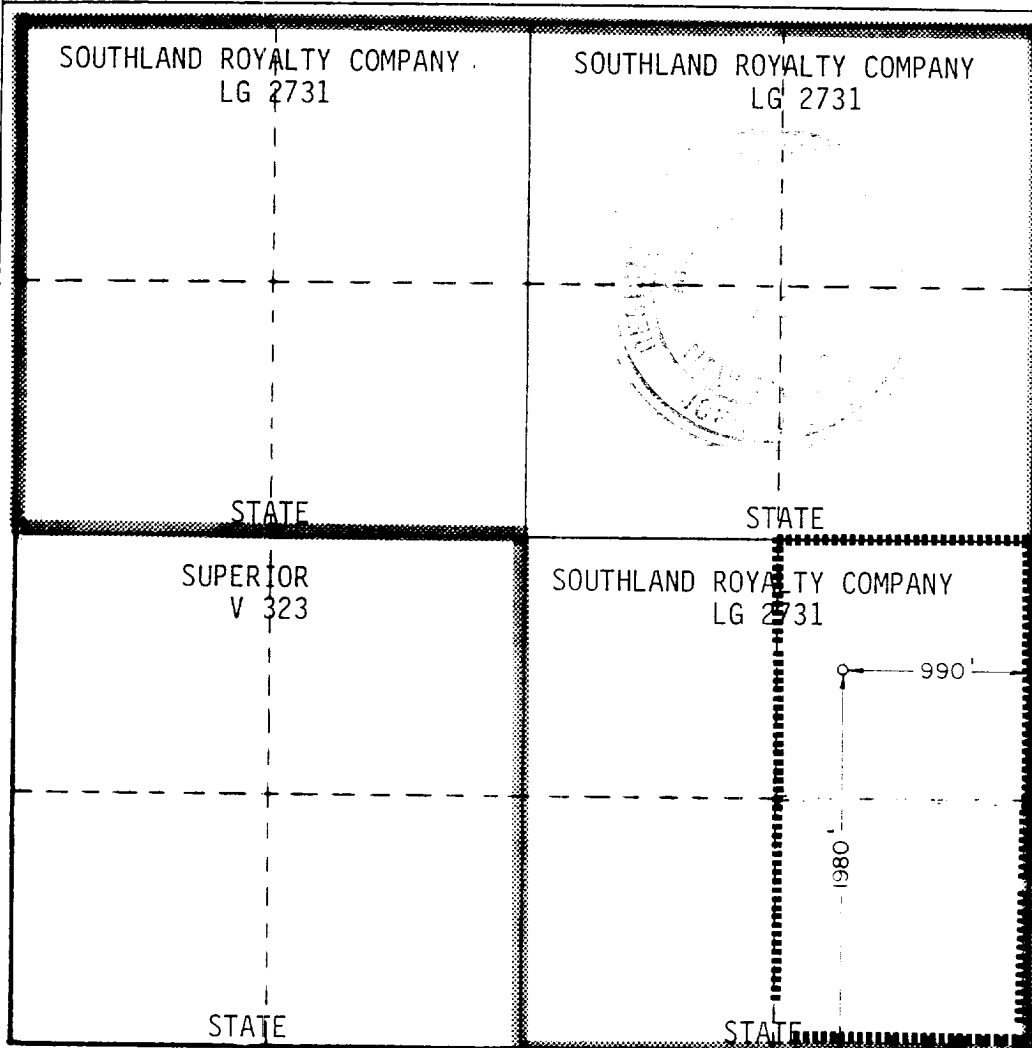 SOUTHLAND ROYALTY COMPANY
LG 2731
SOUTHLAND ROYALTY COMPANY
LG 2731
STATE
STATE
SUPERIOR
V 323
SOUTHLAND ROYALTY COMPANY
LG 2731
990'
1980'
STATE
STATE